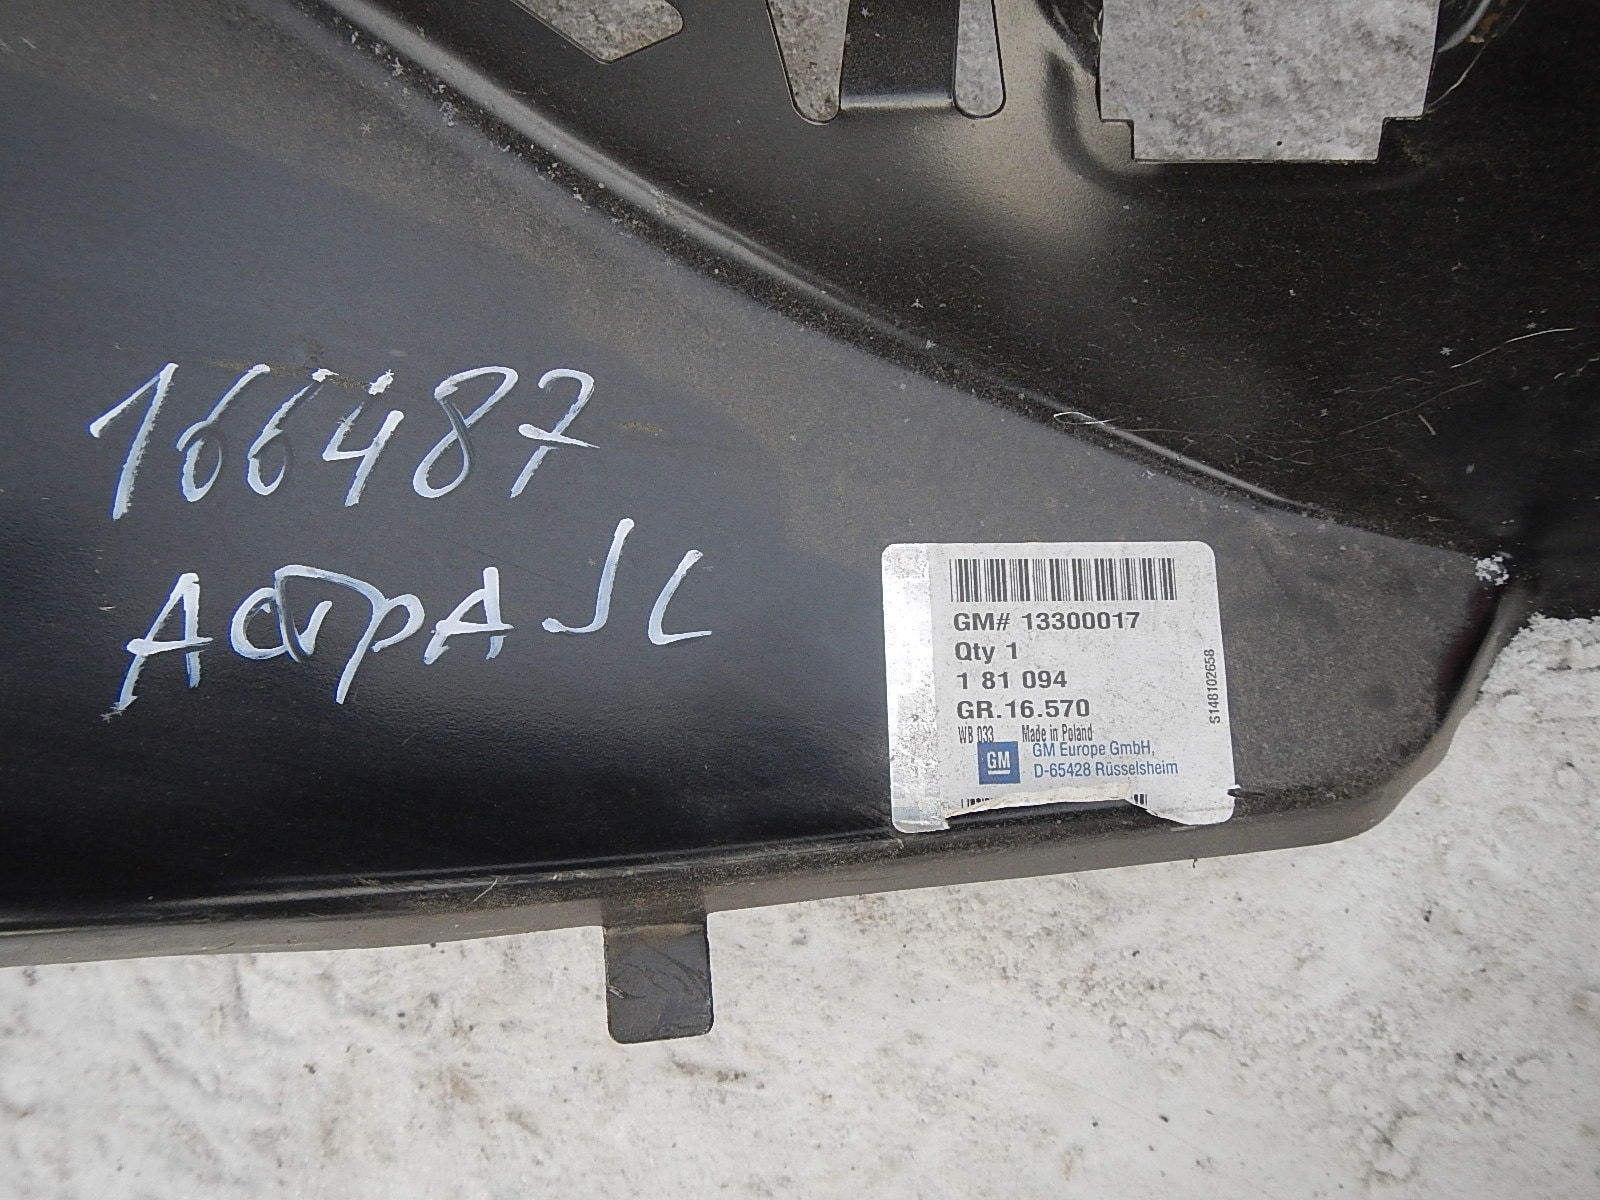 166487
Астра J L
GM# 13300017
Qty 1
1 81 094
GR.16.570
WB 033 Made in Poland
GM
GM Europe GmbH,
D-65428 Rüsselsheim
S148102658